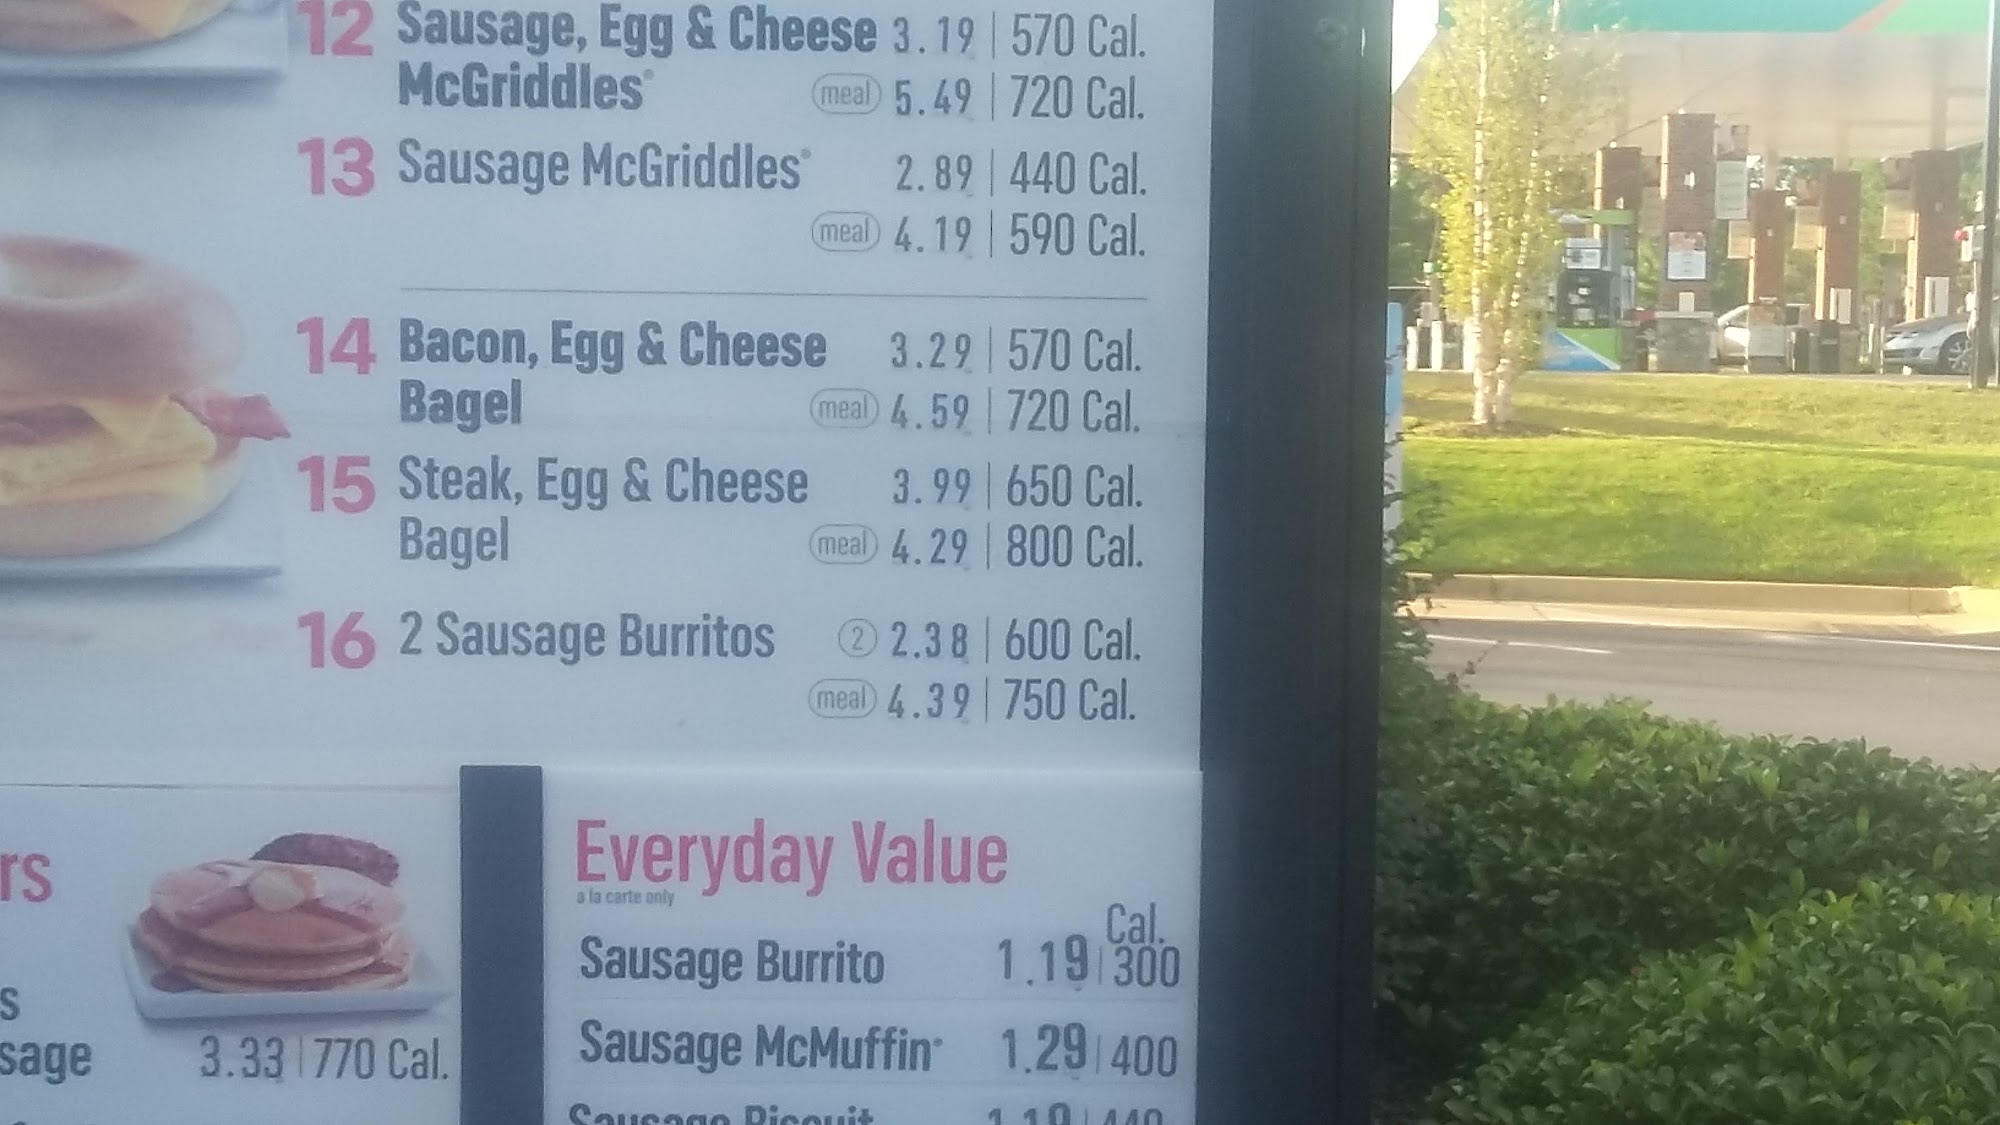 12 Sausage, Egg & Cheese 3.19 | 570 Cal.
McGriddles® meal 5.49 | 720 Cal.
13 Sausage McGriddles® 2.89 | 440 Cal.
meal 4.19 | 590 Cal.
14 Bacon, Egg & Cheese 3.29 | 570 Cal.
Bagel meal 4.59 | 720 Cal.
15 Steak, Egg & Cheese 3.99 | 650 Cal.
Bagel meal 4.29 | 800 Cal.
16 2 Sausage Burritos 2 2.38 | 600 Cal.
meal 4.39 | 750 Cal.
rs
s
sage 3.33 | 770 Cal.
Everyday Value
a la carte only
Cal.
Sausage Burrito 1.19 | 300
Sausage McMuffin® 1.29 | 400
Sausage Biscuit